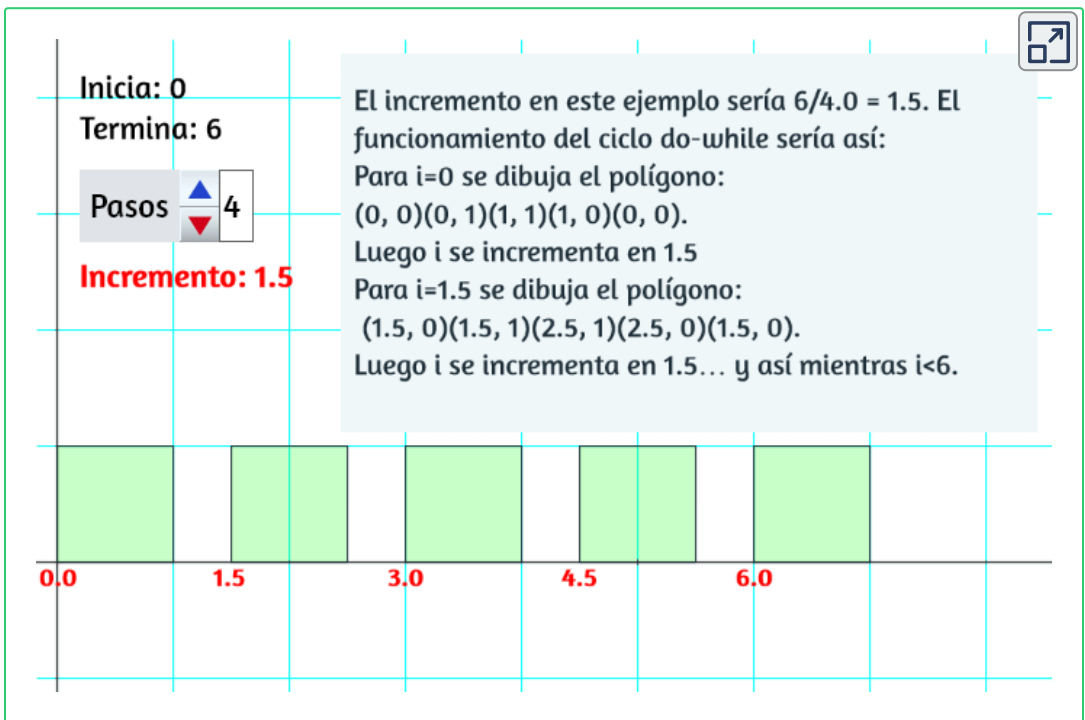 Inicia: 0
Termina: 6
Pasos 4
Incremento: 1.5
El incremento en este ejemplo sería 6/4.0 = 1.5. El
funcionamiento del ciclo do-while sería así:
Para i=0 se dibuja el polígono:
(0, 0)(0, 1)(1, 1)(1, 0)(0, 0).
Luego i se incrementa en 1.5
Para i=1.5 se dibuja el polígono:
(1.5, 0)(1.5, 1)(2.5, 1)(2.5, 0)(1.5, 0).
Luego i se incrementa en 1.5... y así mientras i<6.
0.0 1.5 3.0 4.5 6.0